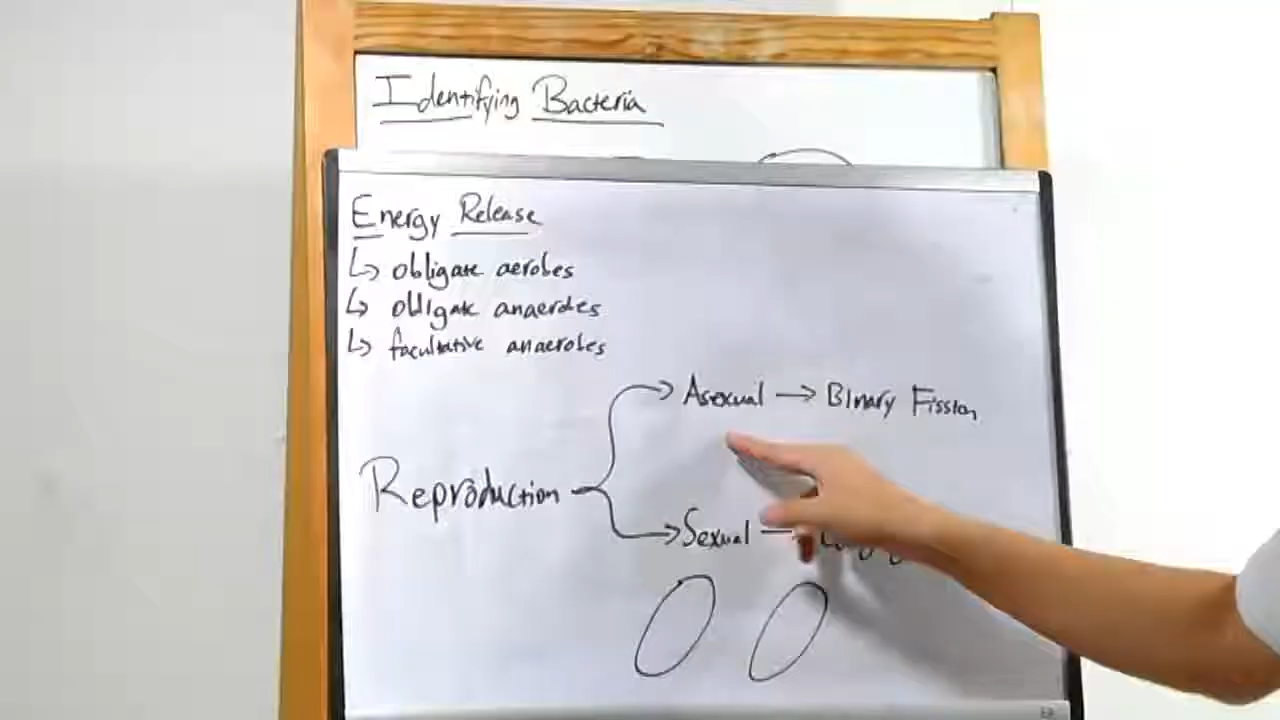 Identifying Bacteria
Energy Release
↳ obligate aerobes
↳ obligate anaerobes
↳ facultative anaerobes
Asexual → Binary Fission
Reproduction
Sexual